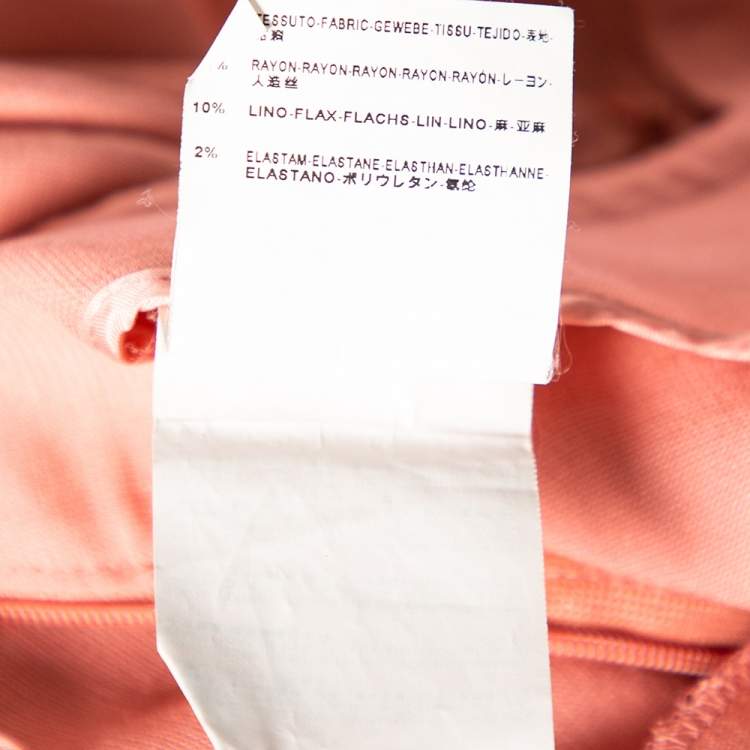 TESSUTO-FABRIC-GEWEBE-TISSU-TEJIDO-表地-
% RAYON-RAYON-RAYON-RAYON-RAYÓN-レーヨン-
人造丝
10% LINO-FLAX-FLACHS-LIN-LINO-麻-亚麻
2% ELASTAM-ELASTANE-ELASTHAN-ELASTHANNE-
ELASTANO-ポリウレタン-氨纶